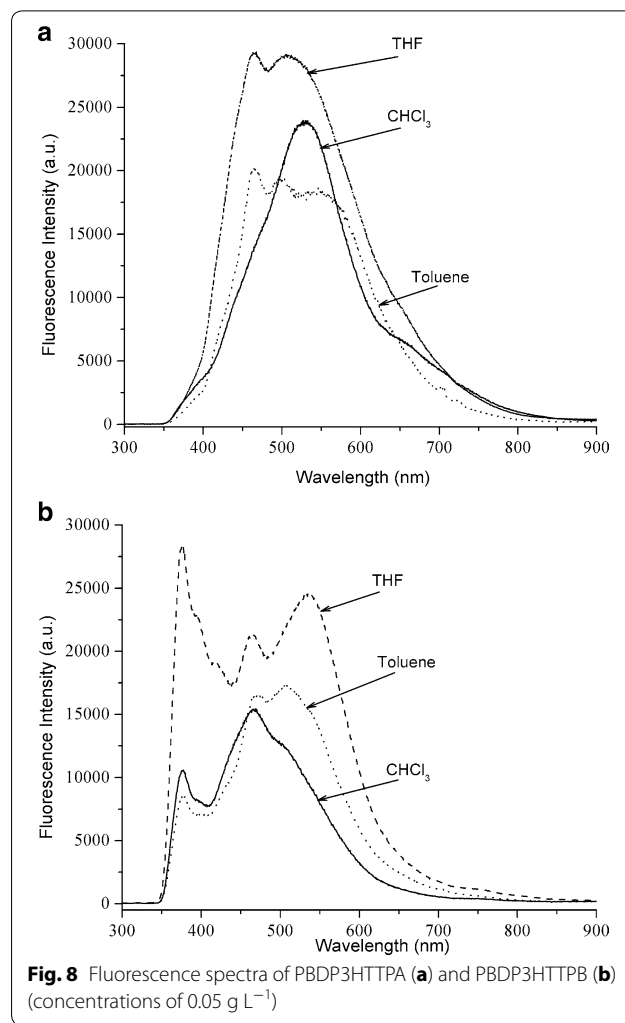 a
30000
25000
20000
15000
10000
5000
0
Fluorescence Intensity (a.u.)
THF
CHCl₃
Toluene
300 400 500 600 700 800 900
Wavelength (nm)
b
30000
25000
20000
15000
10000
5000
0
Fluorescence Intensity (a.u.)
THF
Toluene
CHCl₃
300 400 500 600 700 800 900
Wavelength (nm)
Fig. 8 Fluorescence spectra of PBDP3HTTPA (a) and PBDP3HTTPB (b)
(concentrations of 0.05 g L⁻¹)